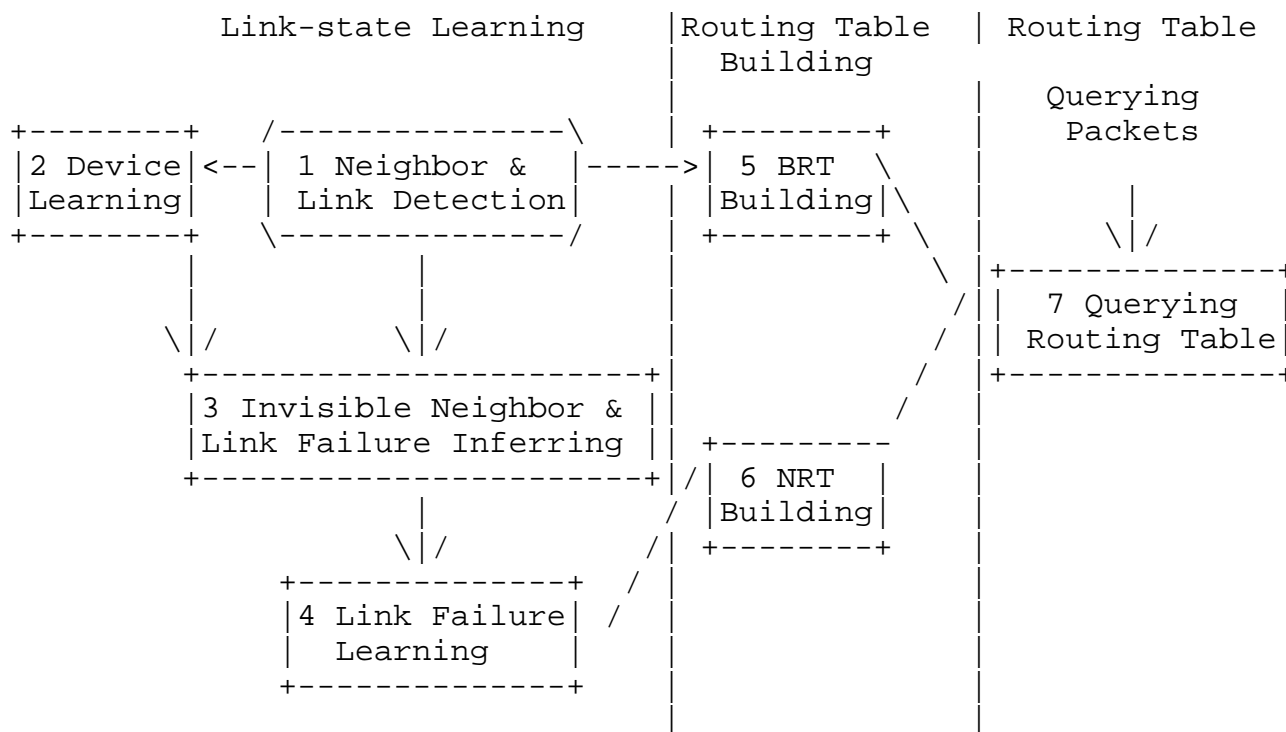 Link-state Learning |Routing Table | Routing Table
Building
Querying
Packets
2 Device
Learning
1 Neighbor &
Link Detection
5 BRT
Building
7 Querying
Routing Table
3 Invisible Neighbor &
Link Failure Inferring
6 NRT
Building
4 Link Failure
Learning